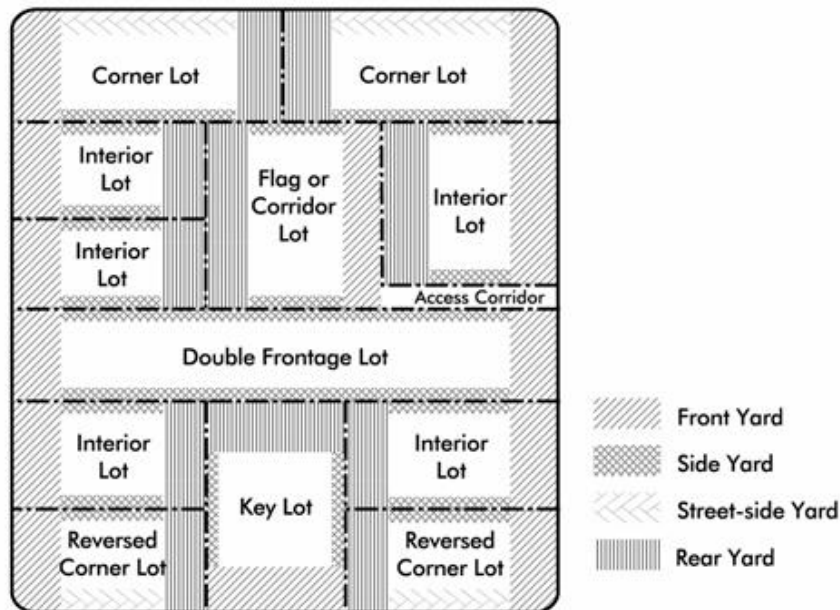 Corner Lot
Corner Lot
Interior
Lot
Flag or
Corridor
Lot
Interior
Lot
Interior
Lot
Access Corridor
Double Frontage Lot
Interior
Lot
Interior
Lot
Key Lot
Reversed
Corner Lot
Reversed
Corner Lot
Front Yard
Side Yard
Street-side Yard
Rear Yard